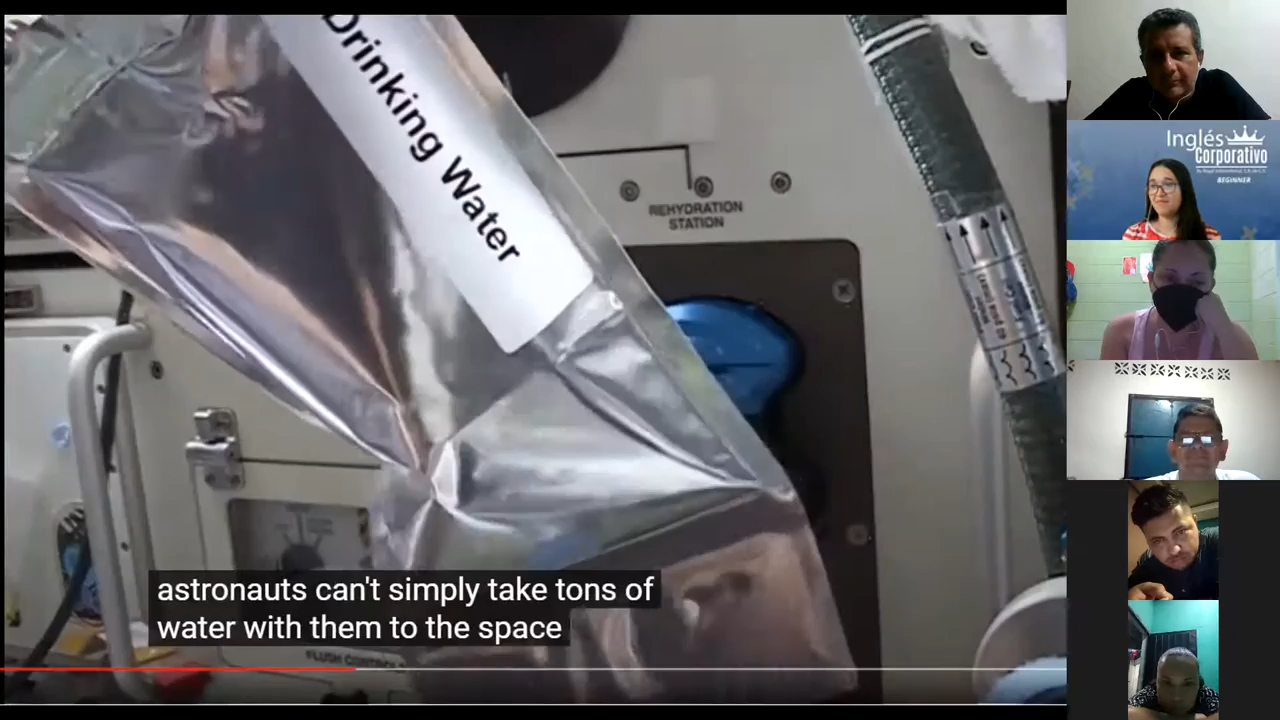 Drinking Water
REHYDRATION
STATION
astronauts can't simply take tons of
water with them to the space
Inglés
Corporativo
BEGINNER